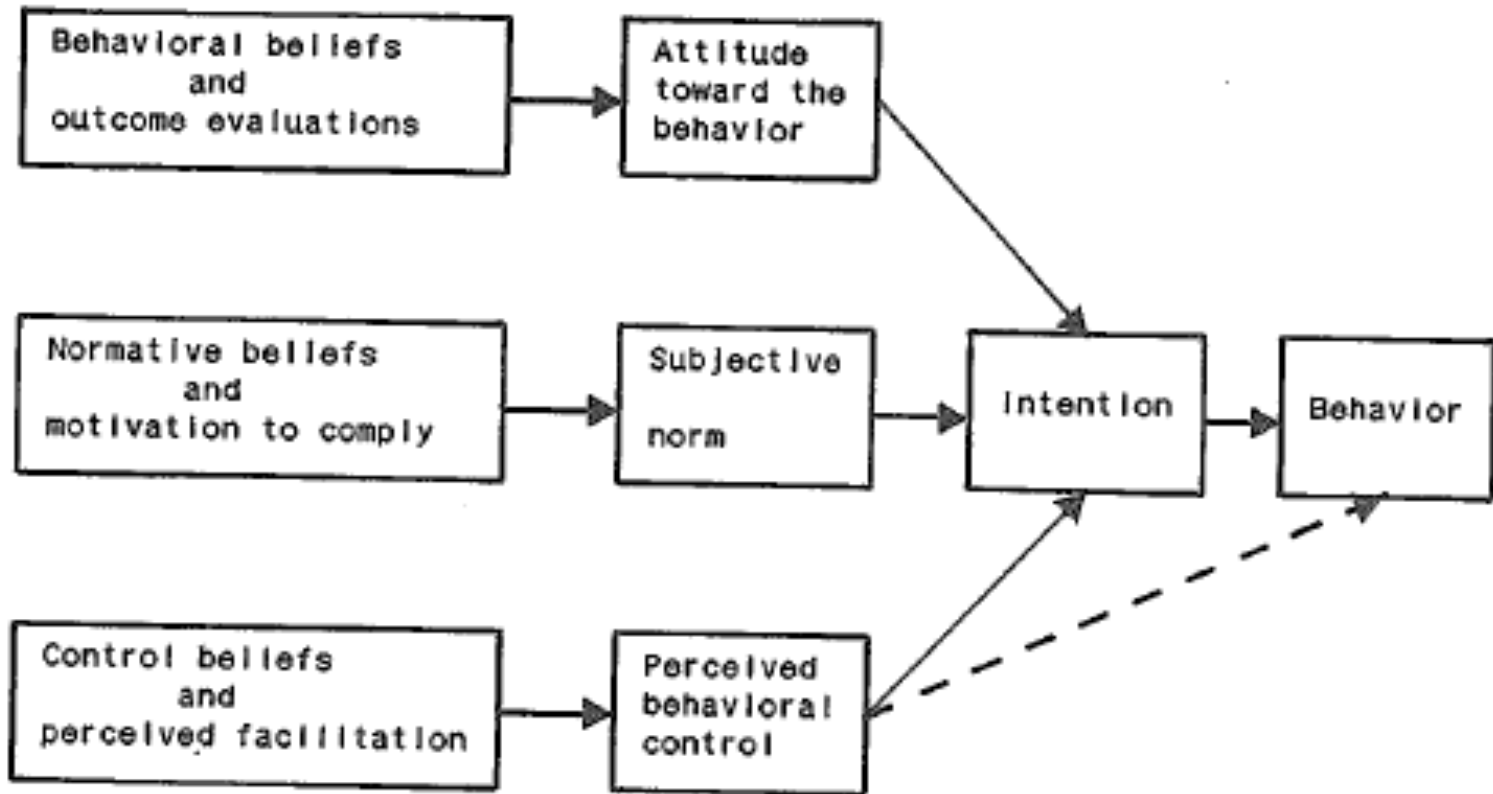 Behavioral beliefs
and
outcome evaluations
Attitude
toward the
behavior
Normative beliefs
and
motivation to comply
Subjective
norm
Intention
Behavior
Control beliefs
and
perceived facilitation
Perceived
behavioral
control